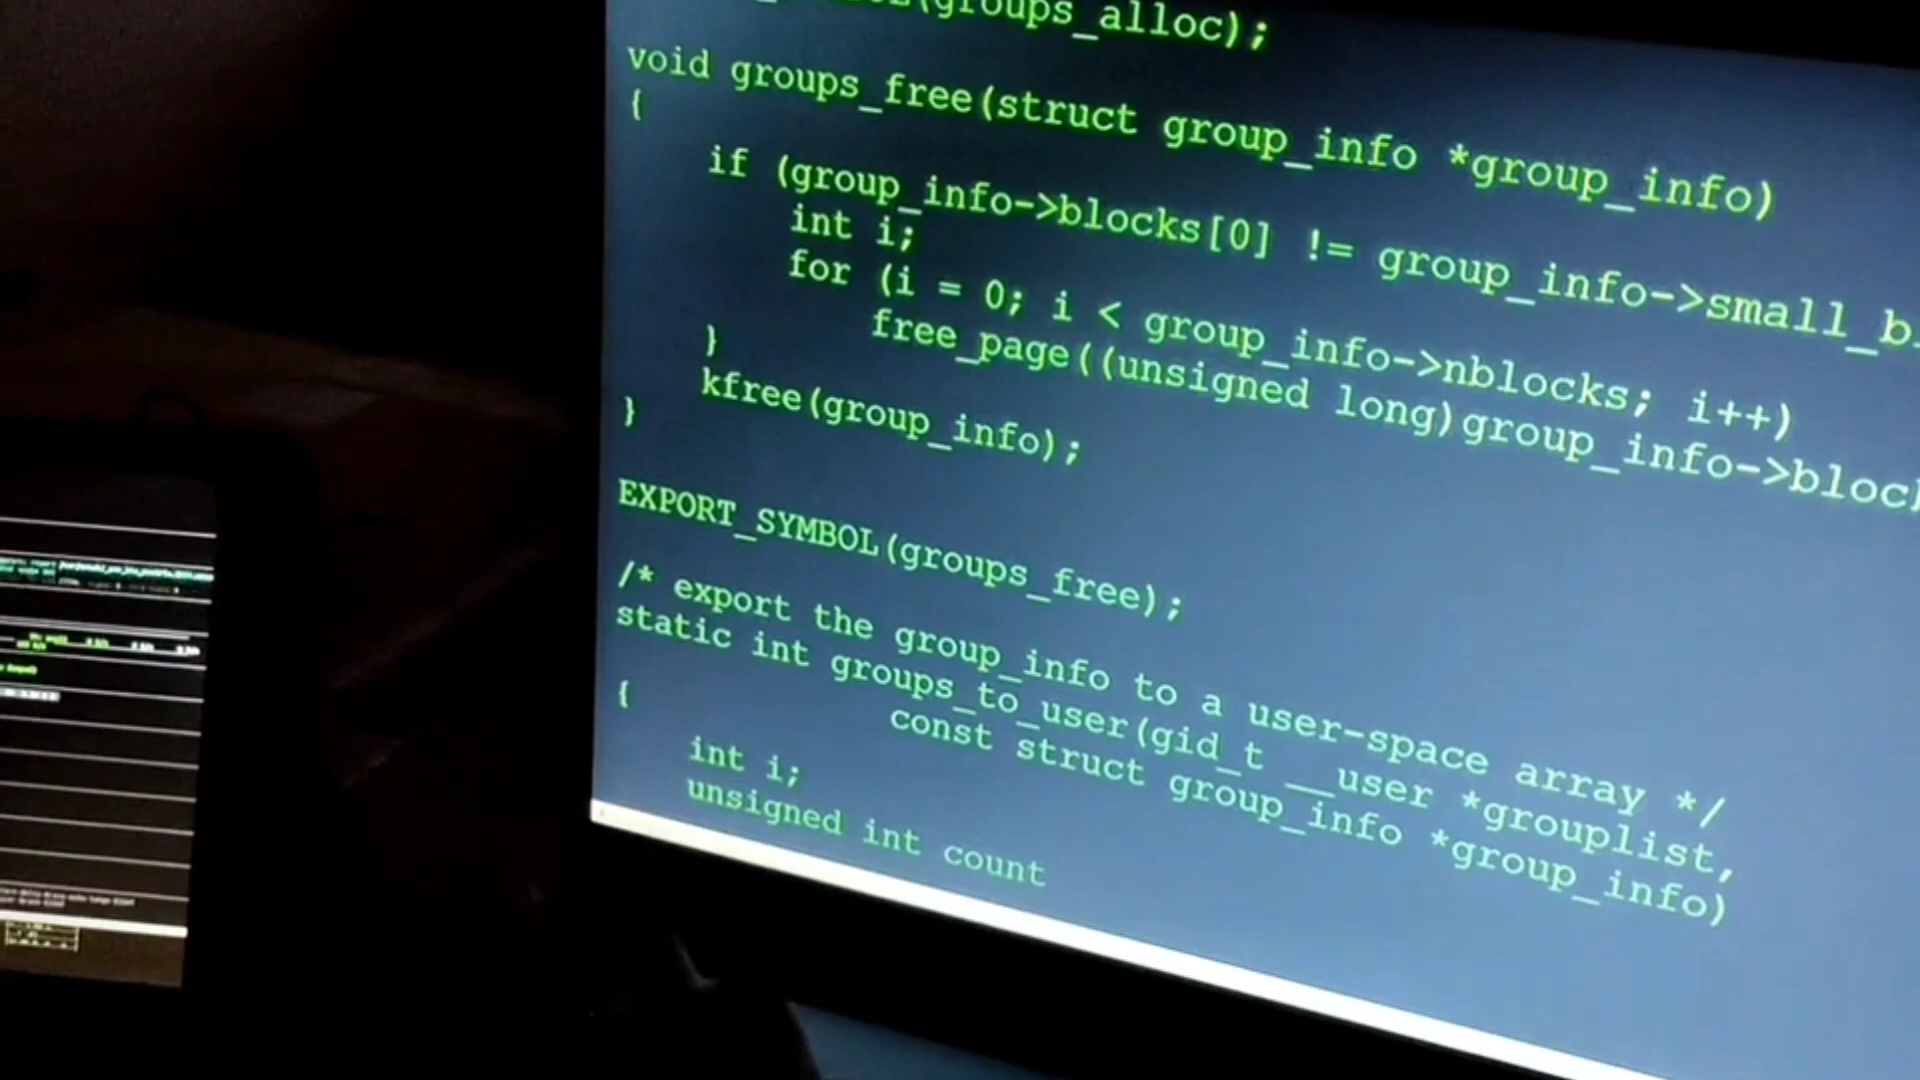 (groups_alloc);
void groups_free(struct group_info *group_info)
{
if (group_info->blocks[0] != group_info->small_b
int i;
for (i = 0; i < group_info->nblocks; i++)
free_page((unsigned long)group_info->bloc
}
kfree(group_info);
}
EXPORT_SYMBOL(groups_free);
/* export the group_info to a user-space array */
static int groups_to_user(gid_t __user *grouplist,
const struct group_info *group_info)
{
int i;
unsigned int count